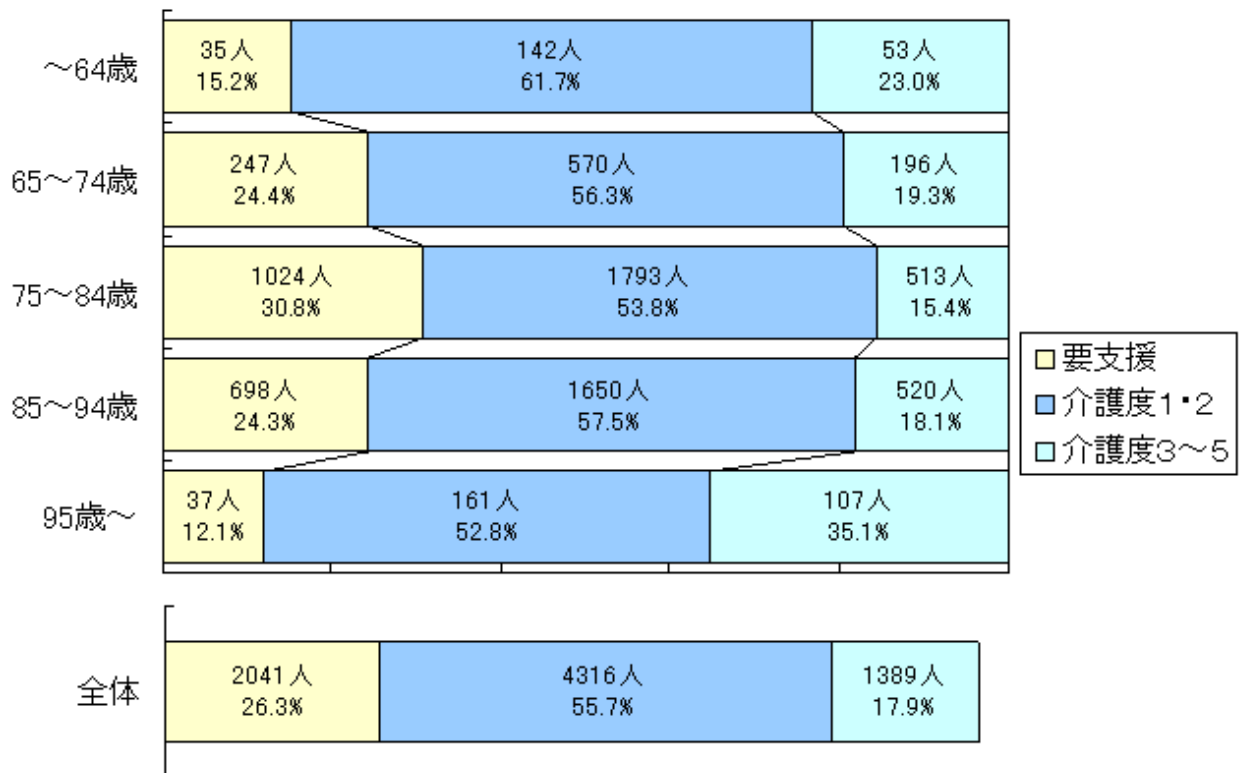 ～64歳
35人
15.2%
142人
61.7%
53人
23.0%
65～74歳
247人
24.4%
570人
56.3%
196人
19.3%
75～84歳
1024人
30.8%
1793人
53.8%
513人
15.4%
85～94歳
698人
24.3%
1650人
57.5%
520人
18.1%
95歳～
37人
12.1%
161人
52.8%
107人
35.1%
要支援
介護度1・2
介護度3～5
全体
2041人
26.3%
4316人
55.7%
1389人
17.9%